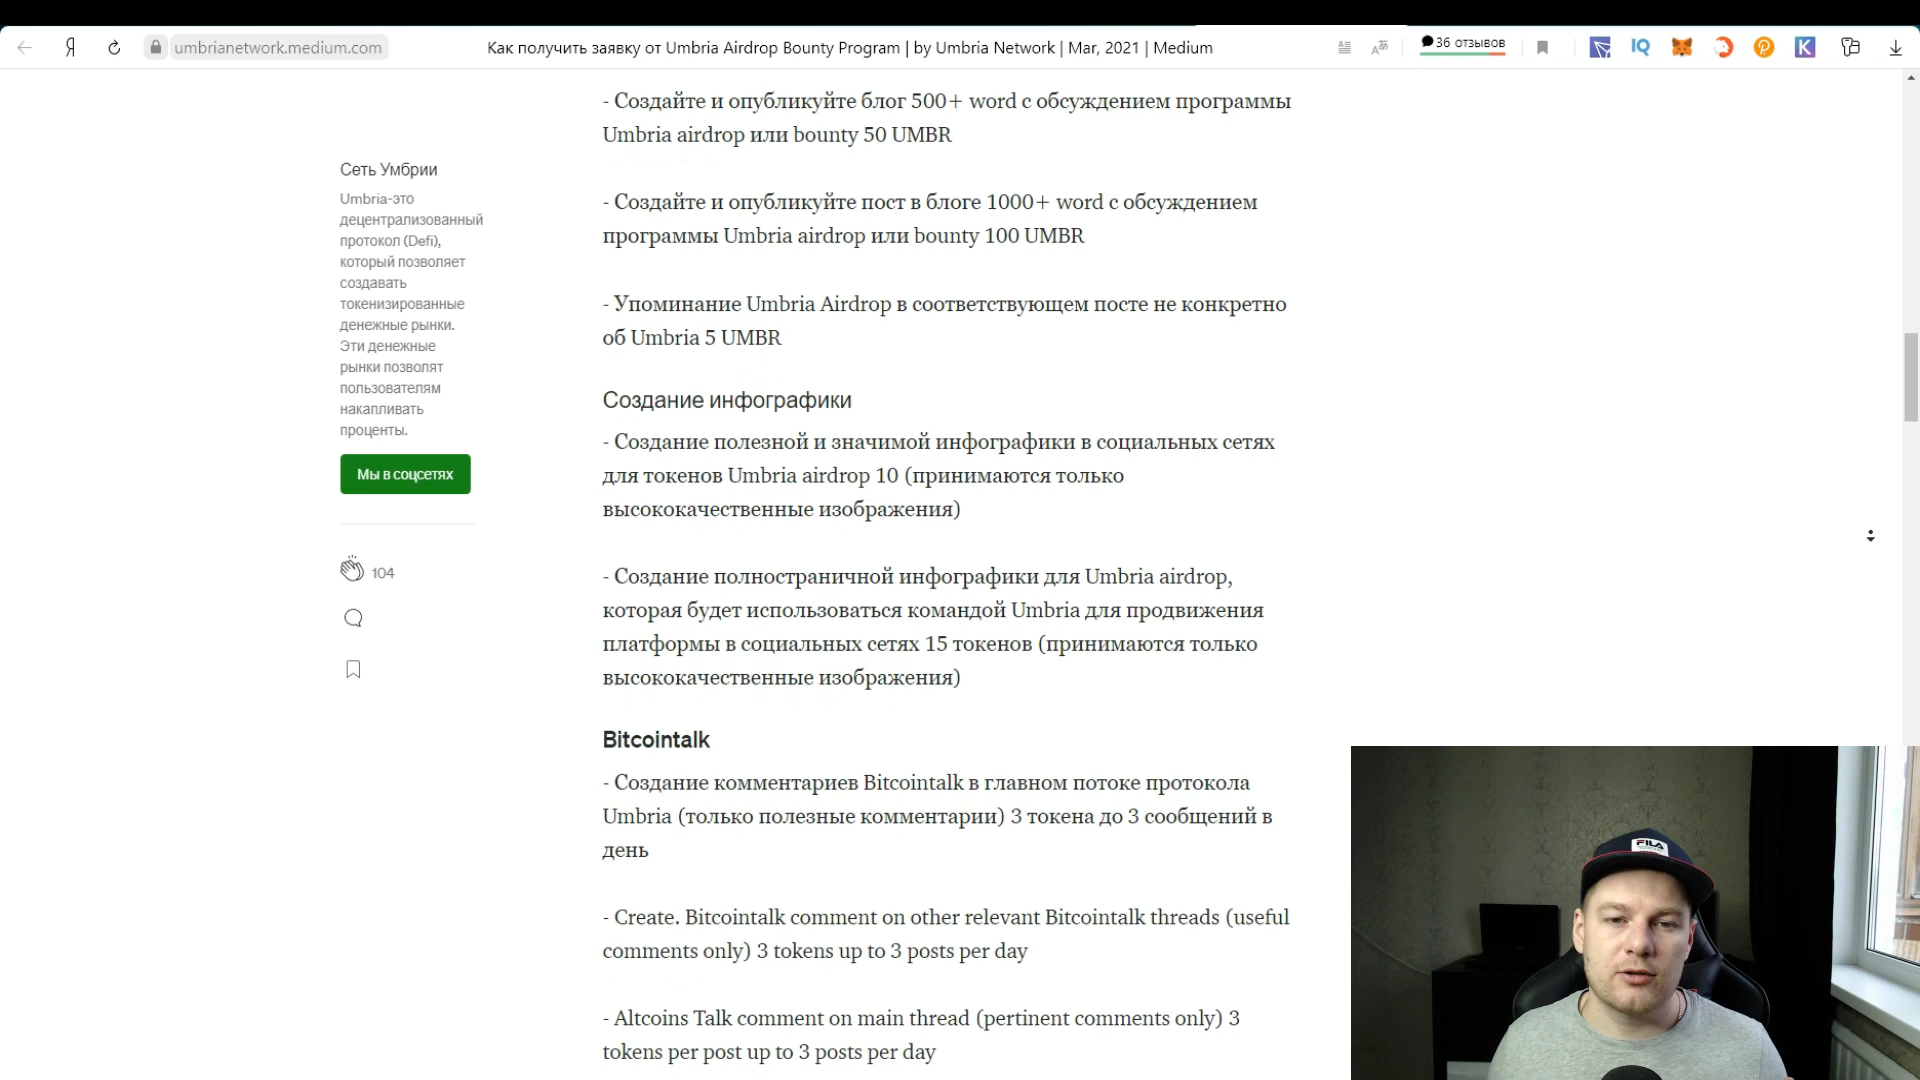 umbrianetwork.medium.com
Как получить заявку от Umbria Airdrop Bounty Program | by Umbria Network | Mar, 2021 | Medium
36 отзывов
- Создайте и опубликуйте блог 500+ word с обсуждением программы
Umbria airdrop или bounty 50 UMBR
- Создайте и опубликуйте пост в блоге 1000+ word с обсуждением
программы Umbria airdrop или bounty 100 UMBR
- Упоминание Umbria Airdrop в соответствующем посте не конкретно
об Umbria 5 UMBR
Сеть Умбрии
Umbria-это
децентрализованный
протокол (Defi),
который позволяет
создавать
токенизированные
денежные рынки.
Эти денежные
рынки позволят
пользователям
накапливать
проценты.
Мы в соцсетях
104
Создание инфографики
- Создание полезной и значимой инфографики в социальных сетях
для токенов Umbria airdrop 10 (принимаются только
высококачественные изображения)
- Создание полностраничной инфографики для Umbria airdrop,
которая будет использоваться командой Umbria для продвижения
платформы в социальных сетях 15 токенов (принимаются только
высококачественные изображения)
Bitcointalk
- Создание комментариев Bitcointalk в главном потоке протокола
Umbria (только полезные комментарии) 3 токена до 3 сообщений в
день
- Create. Bitcointalk comment on other relevant Bitcointalk threads (useful
comments only) 3 tokens up to 3 posts per day
- Altcoins Talk comment on main thread (pertinent comments only) 3
tokens per post up to 3 posts per day
FILA